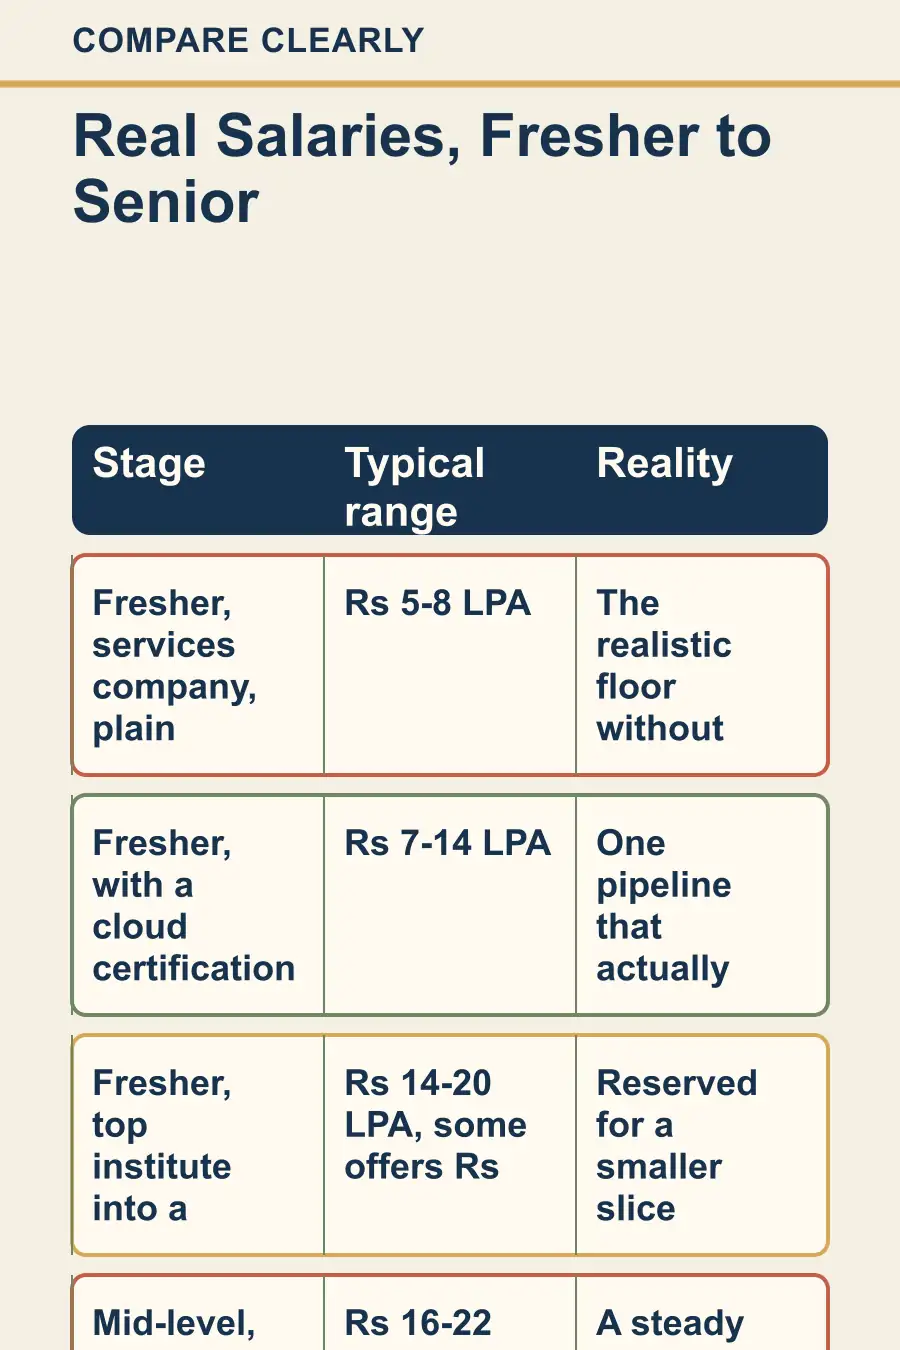 COMPARE CLEARLY
Real Salaries, Fresher to
Senior
Stage
Typical
range
Reality
Fresher,
services
company,
plain
Rs 5-8 LPA
The
realistic
floor
without
Fresher,
with a
cloud
certification
Rs 7-14 LPA
One
pipeline
that
actually
Fresher,
top
institute
into a
Rs 14-20
LPA, some
offers Rs
Reserved
for a
smaller
slice
Mid-level,
Rs 16-22
A steady